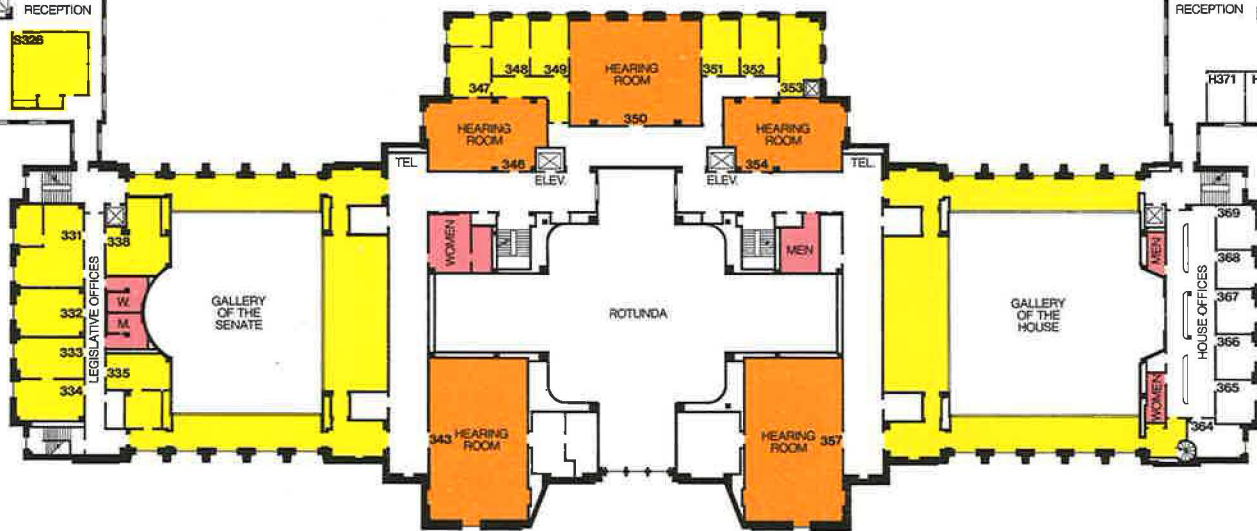 RECEPTION
RECEPTION
S326
H371
H
HEARING
ROOM
348
349
351
352
347
353
350
HEARING
ROOM
346
HEARING
ROOM
354
TEL
TEL.
ELEV.
ELEV.
331
338
WOMEN
MEN
MEN
369
368
367
366
365
364
LEGISLATIVE OFFICES
HOUSE OFFICES
W.
M.
332
333
334
335
GALLERY
OF THE
SENATE
ROTUNDA
GALLERY
OF THE
HOUSE
WOMEN
343
HEARING
ROOM
HEARING
ROOM
357